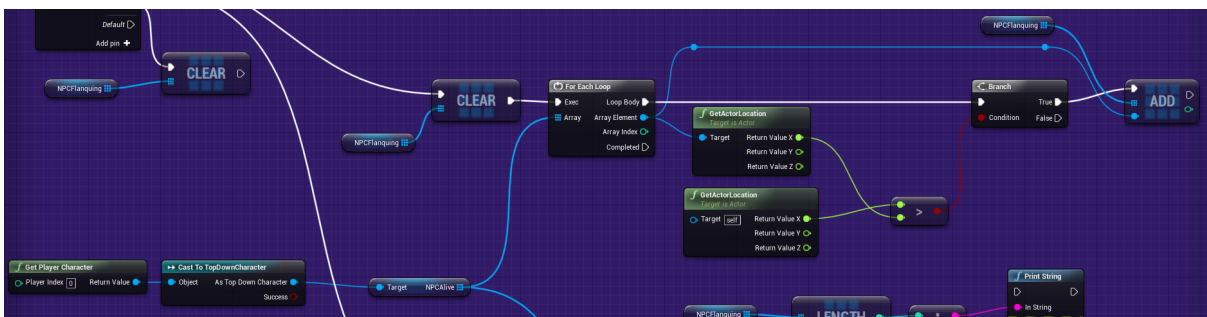 Default
Add pin +
CLEAR
NPCFlanquing
CLEAR
NPCFlanquing
For Each Loop
Exec Loop Body
Array Array Element
Array Index
Completed
f GetActorLocation
Target is Actor
Target Return Value X
Return Value Y
Return Value Z
f GetActorLocation
Target is Actor
Target self Return Value X
Return Value Y
Return Value Z
>
Branch
True
Condition False
NPCFlanquing
ADD
f Get Player Character
Player Index 0 Return Value
Cast To TopDownCharacter
Object As Top Down Character
Success
Target NPCAlive
NPCFlanquing
LENGTH
f Print String
In String